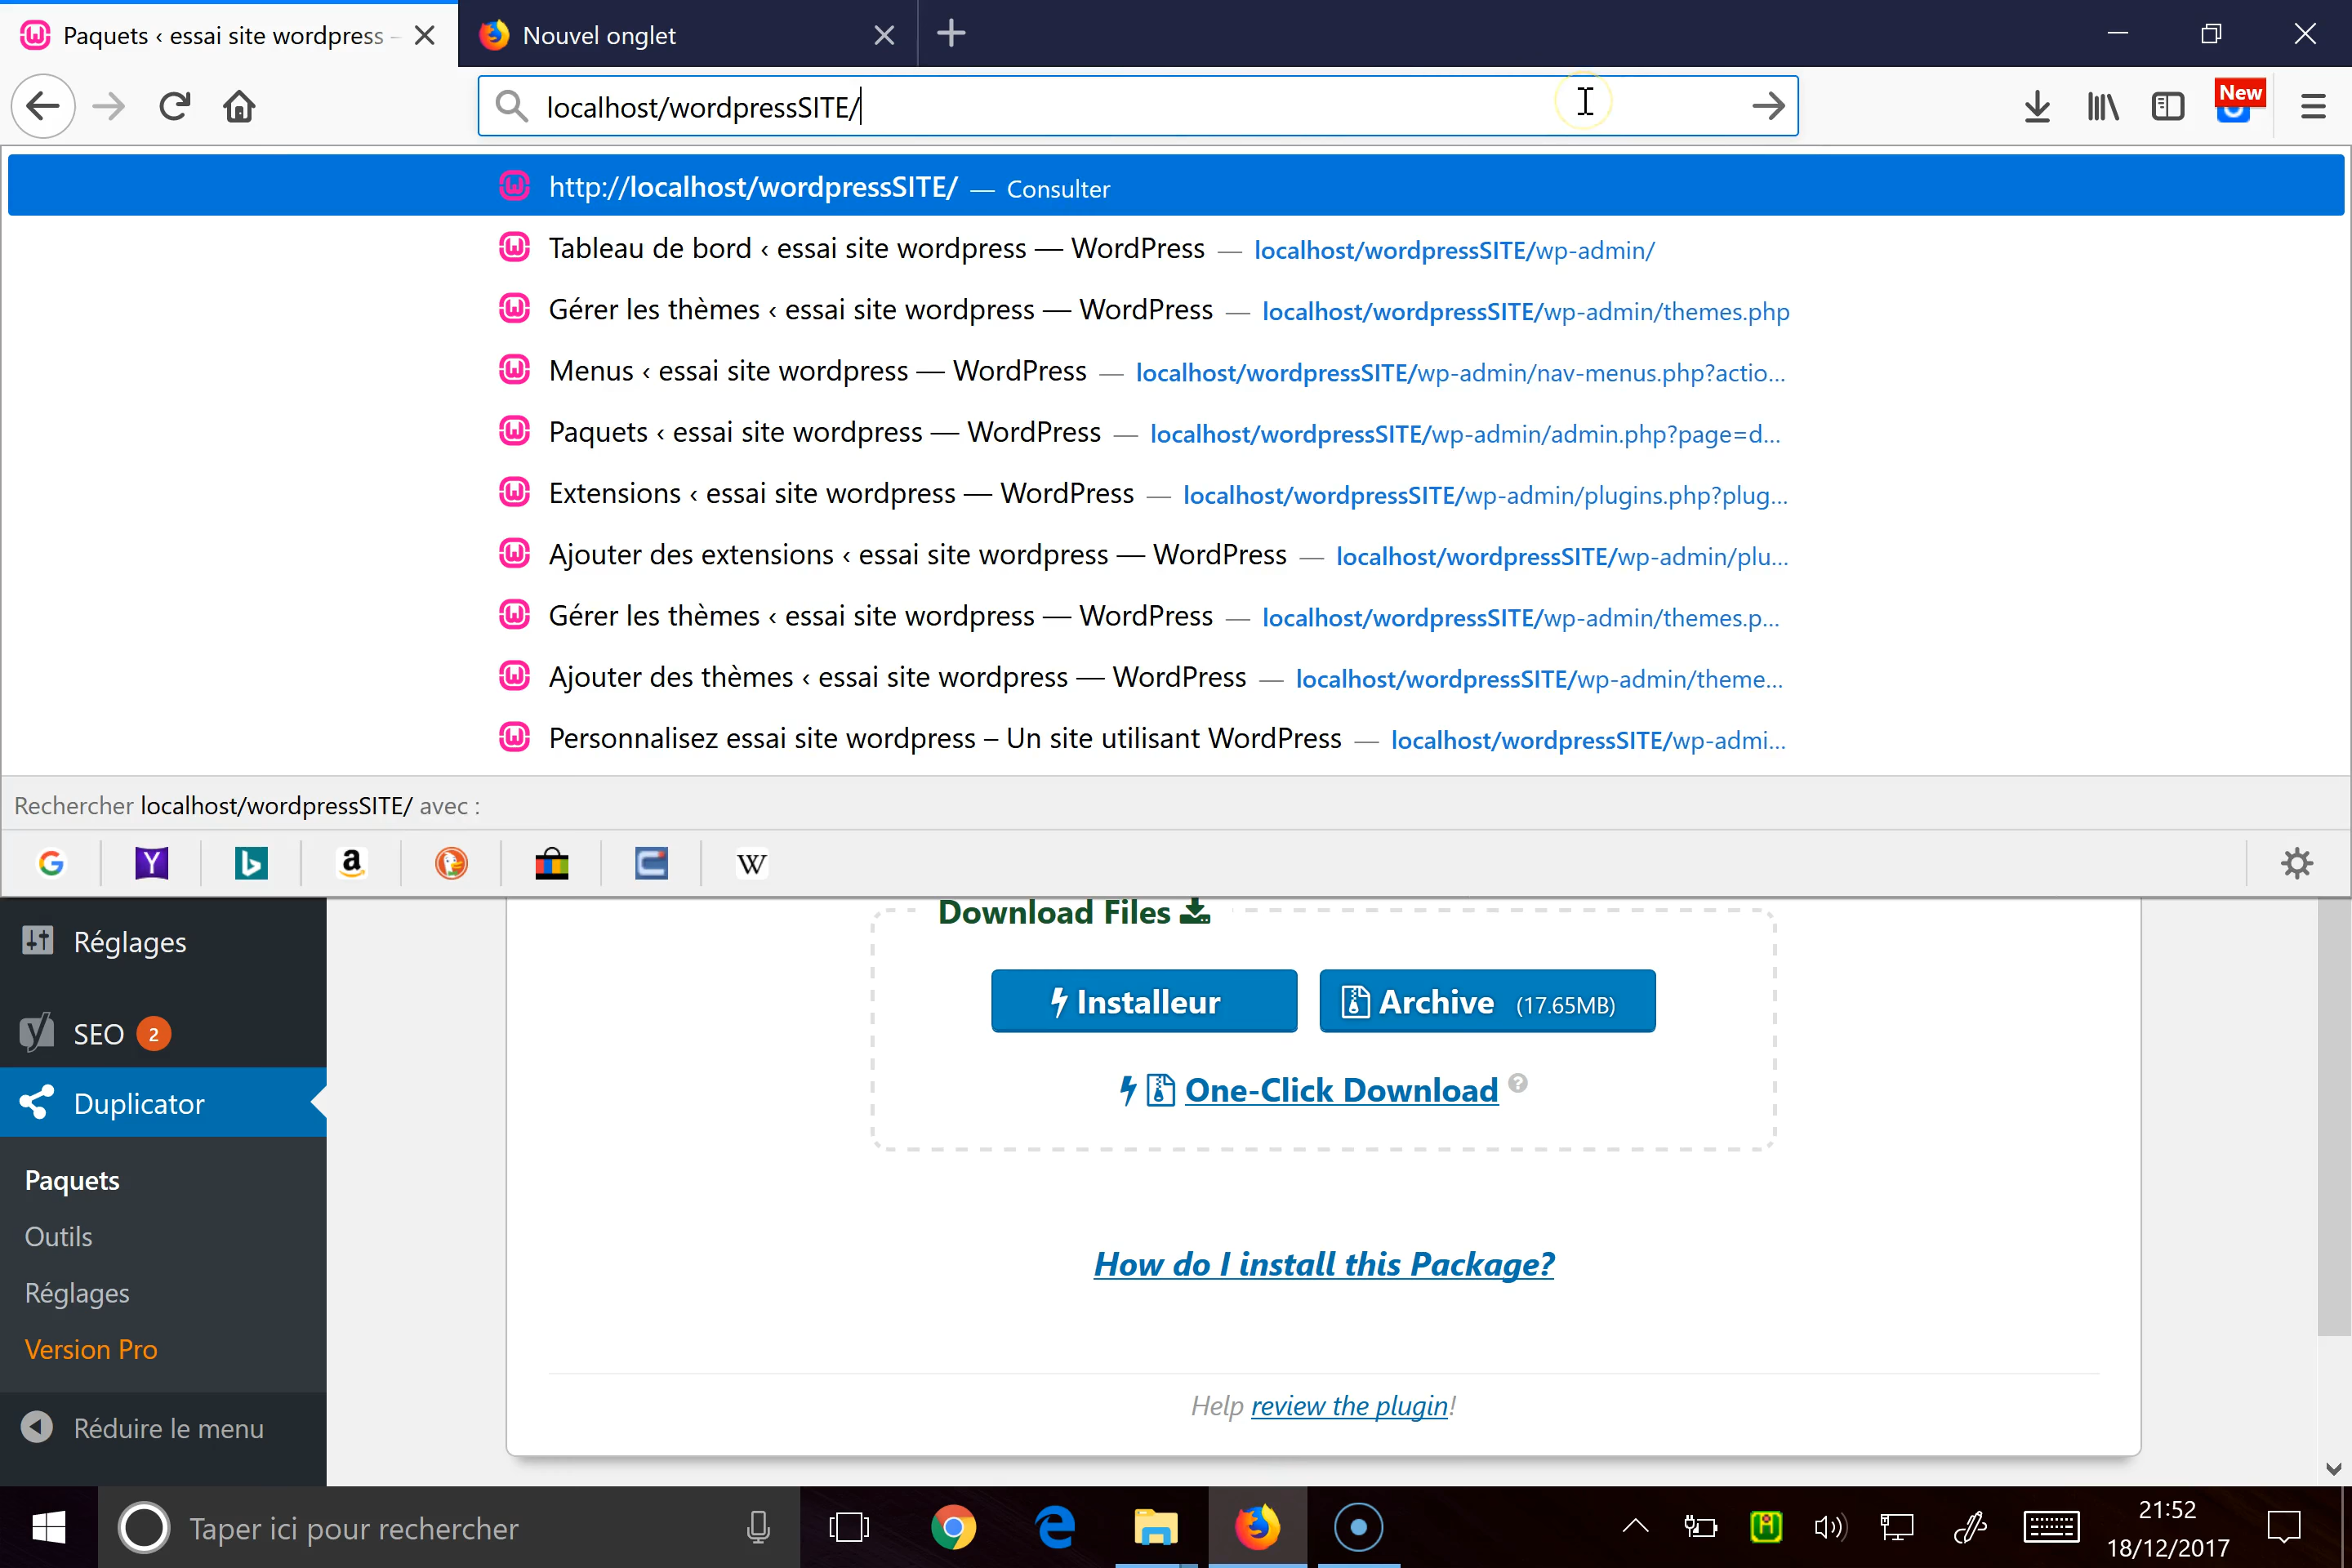 Paquets ‹ essai site wordpress –
Nouvel onglet
localhost/wordpressSITE/
New
http://localhost/wordpressSITE/ — Consulter
Tableau de bord ‹ essai site wordpress — WordPress — localhost/wordpressSITE/wp-admin/
Gérer les thèmes ‹ essai site wordpress — WordPress — localhost/wordpressSITE/wp-admin/themes.php
Menus ‹ essai site wordpress — WordPress — localhost/wordpressSITE/wp-admin/nav-menus.php?actio...
Paquets ‹ essai site wordpress — WordPress — localhost/wordpressSITE/wp-admin/admin.php?page=d...
Extensions ‹ essai site wordpress — WordPress — localhost/wordpressSITE/wp-admin/plugins.php?plug...
Ajouter des extensions ‹ essai site wordpress — WordPress — localhost/wordpressSITE/wp-admin/plu...
Gérer les thèmes ‹ essai site wordpress — WordPress — localhost/wordpressSITE/wp-admin/themes.p...
Ajouter des thèmes ‹ essai site wordpress — WordPress — localhost/wordpressSITE/wp-admin/theme...
Personnalisez essai site wordpress – Un site utilisant WordPress — localhost/wordpressSITE/wp-admi...
Rechercher localhost/wordpressSITE/ avec :
Download Files
Réglages
Installeur
Archive (17.65MB)
SEO 2
One-Click Download ?
Duplicator
Paquets
Outils
How do I install this Package?
Réglages
Version Pro
Help review the plugin!
Réduire le menu
Taper ici pour rechercher
21:52
18/12/2017